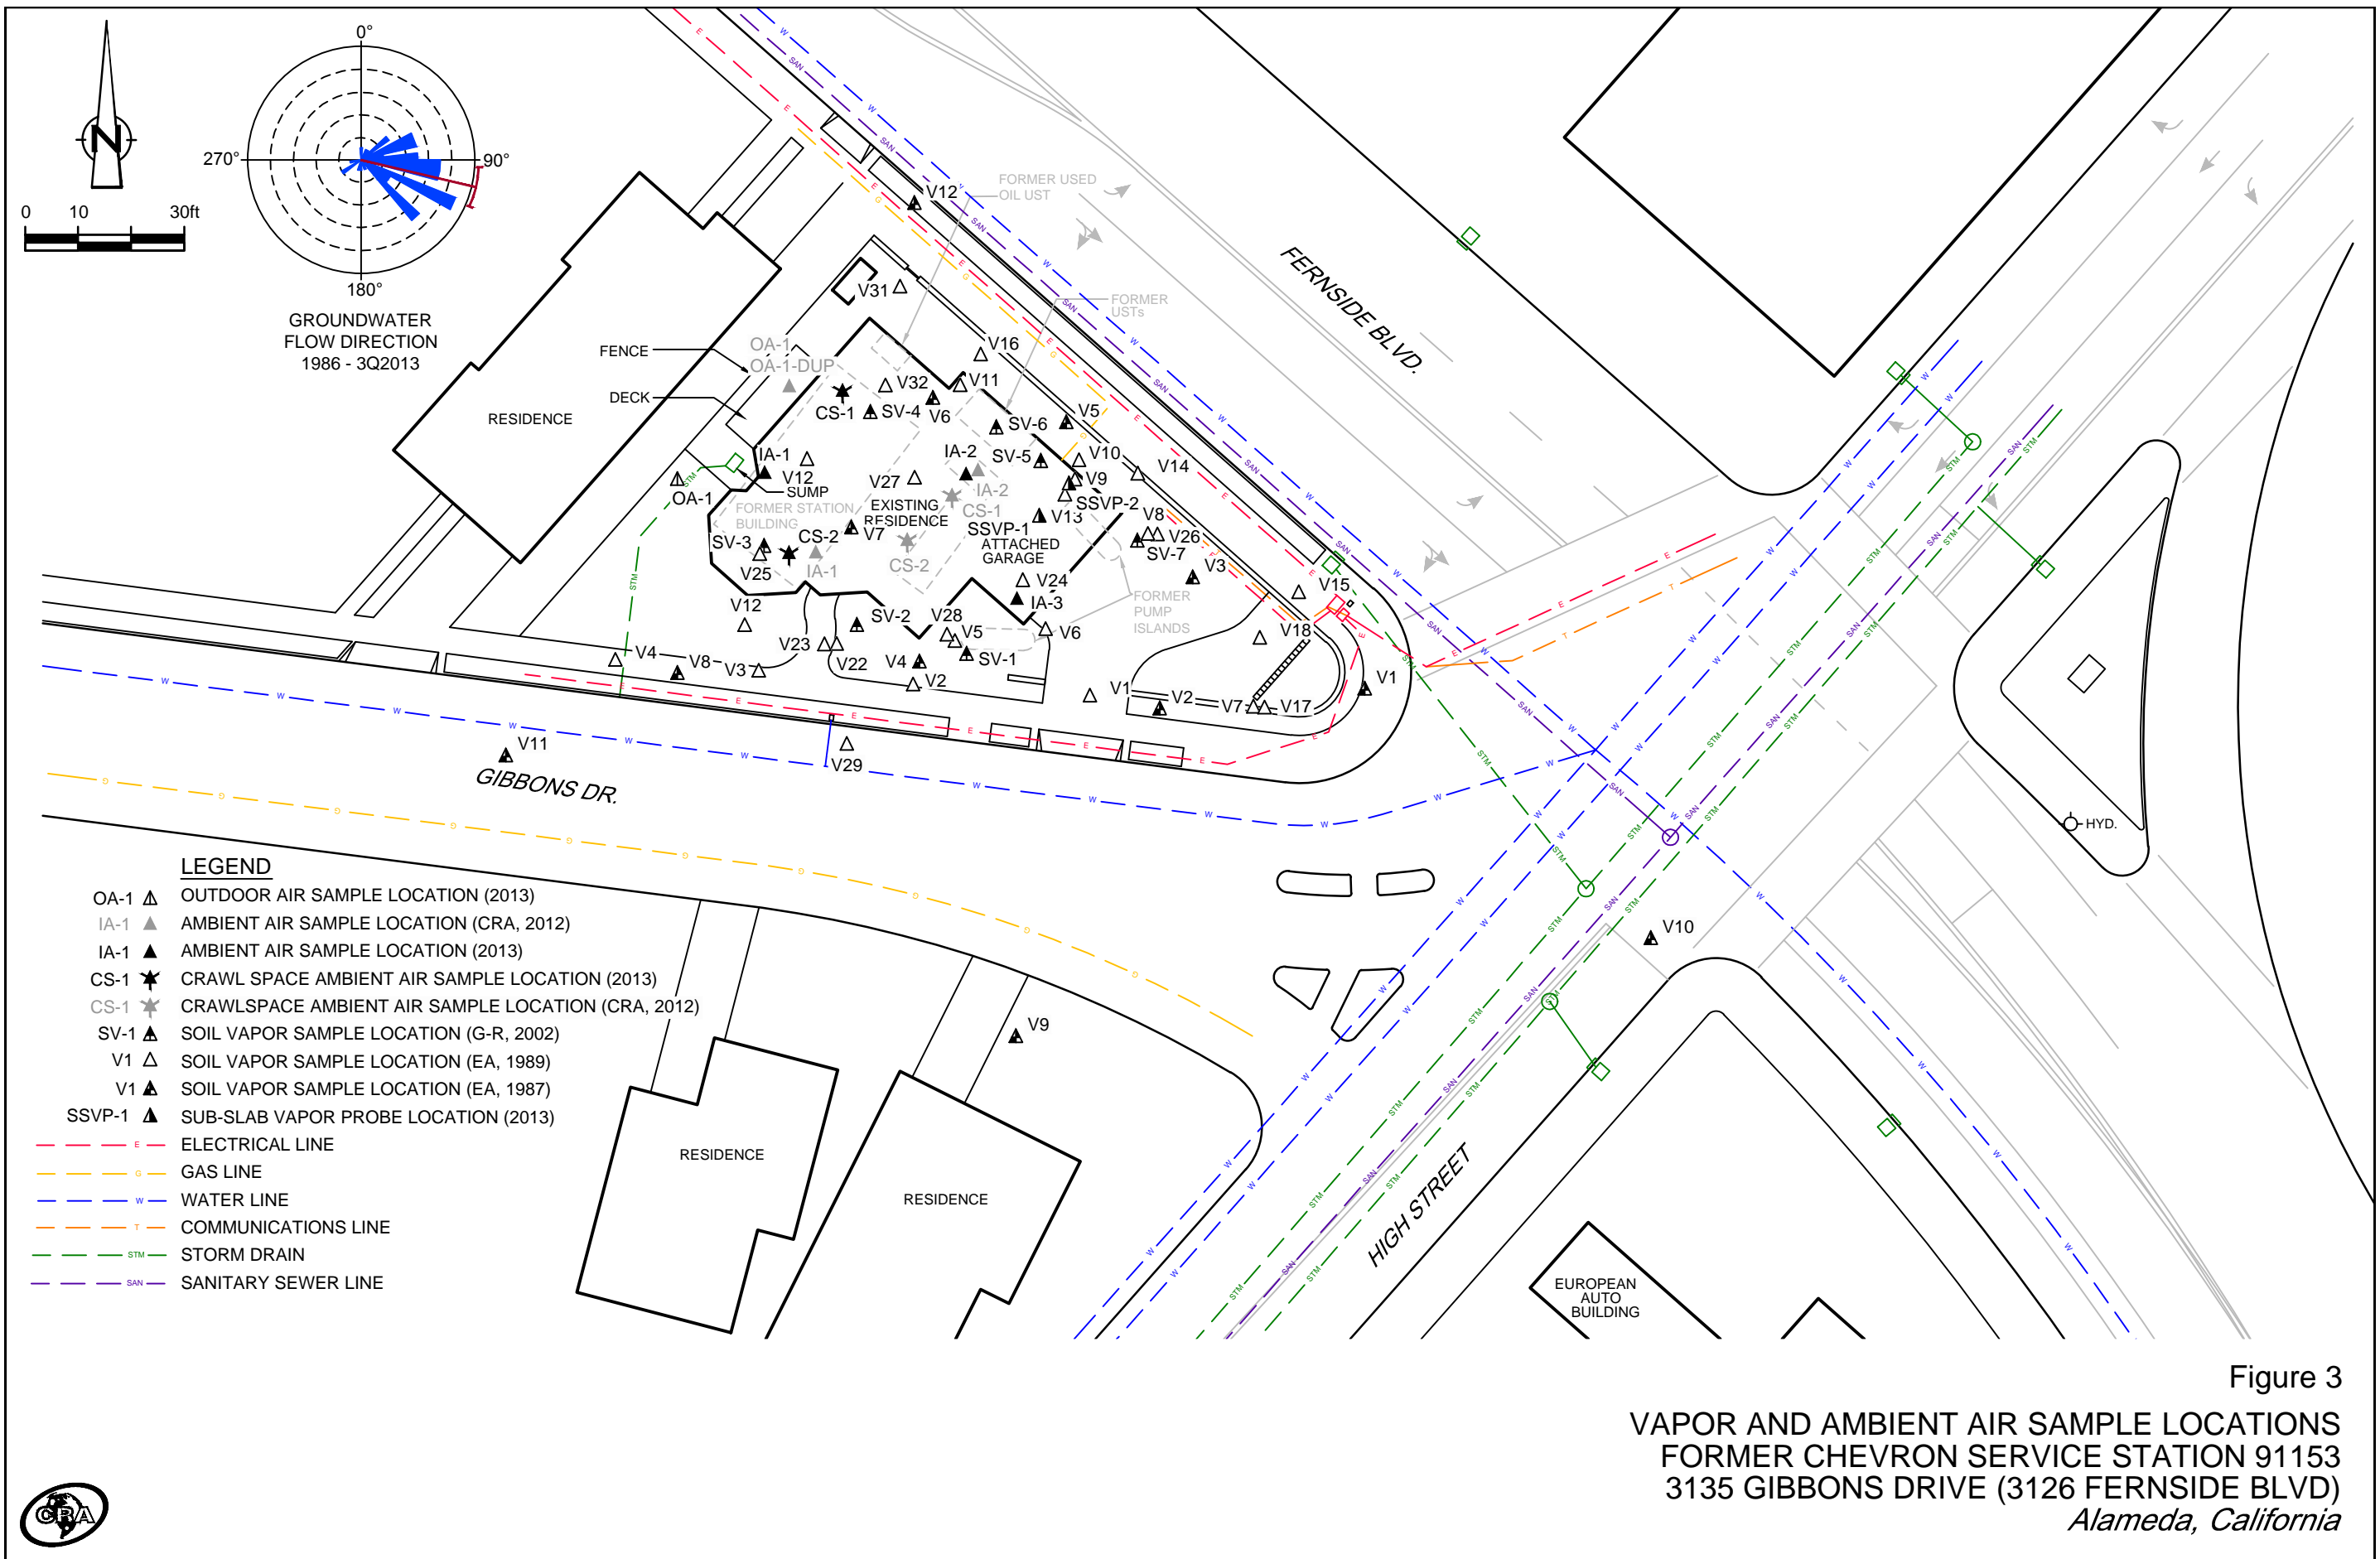 0°
270°
90°
180°
N
0 10 30ft
GROUNDWATER
FLOW DIRECTION
1986 - 3Q2013
FENCE
DECK
RESIDENCE
SUMP
FORMER USED
OIL UST
FORMER
USTs
FERNSIDE BLVD.
V12
V31
V16
OA-1
OA-1-DUP
V32
V11
CS-1
SV-4
V6
V5
SV-6
IA-1
V12
IA-2
SV-5
V10
V14
OA-1
V27
IA-2
V9
FORMER STATION
BUILDING
EXISTING
RESIDENCE
CS-1
SSVP-2
V13
SSVP-1
V8
V26
SV-7
SV-3
CS-2
V7
ATTACHED
GARAGE
V25
IA-1
CS-2
V3
V24
IA-3
V15
FORMER
PUMP
ISLANDS
V12
SV-2
V28
V5
V6
V18
V4
V8
V3
V23
V22
V4
SV-1
V2
V1
V2
V7
V17
V1
V11
V29
GIBBONS DR.
HYD.
V10
V9
RESIDENCE
RESIDENCE
HIGH STREET
EUROPEAN
AUTO
BUILDING
LEGEND
OA-1 OUTDOOR AIR SAMPLE LOCATION (2013)
IA-1 AMBIENT AIR SAMPLE LOCATION (CRA, 2012)
IA-1 AMBIENT AIR SAMPLE LOCATION (2013)
CS-1 CRAWL SPACE AMBIENT AIR SAMPLE LOCATION (2013)
CS-1 CRAWLSPACE AMBIENT AIR SAMPLE LOCATION (CRA, 2012)
SV-1 SOIL VAPOR SAMPLE LOCATION (G-R, 2002)
V1 SOIL VAPOR SAMPLE LOCATION (EA, 1989)
V1 SOIL VAPOR SAMPLE LOCATION (EA, 1987)
SSVP-1 SUB-SLAB VAPOR PROBE LOCATION (2013)
E ELECTRICAL LINE
G GAS LINE
W WATER LINE
T COMMUNICATIONS LINE
STM STORM DRAIN
SAN SANITARY SEWER LINE
Figure 3
VAPOR AND AMBIENT AIR SAMPLE LOCATIONS
FORMER CHEVRON SERVICE STATION 91153
3135 GIBBONS DRIVE (3126 FERNSIDE BLVD)
Alameda, California
CRA